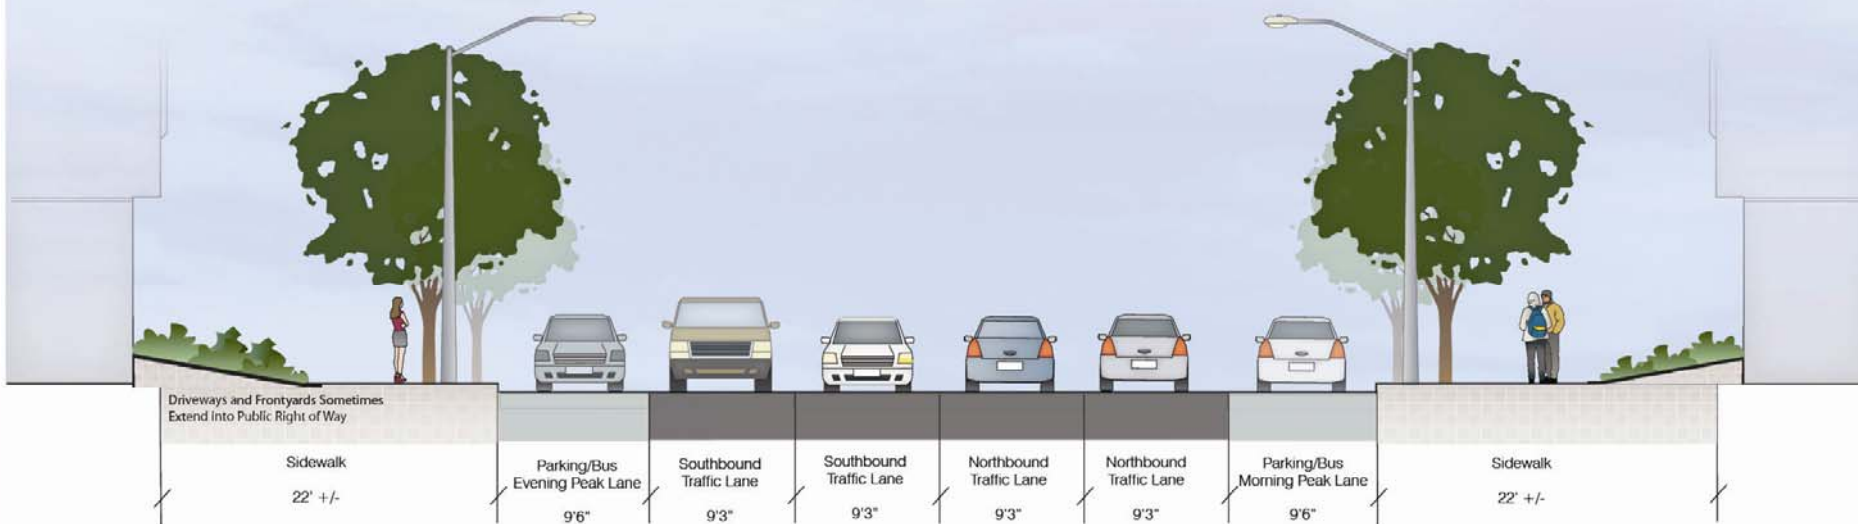 Driveways and Frontyards Sometimes
Extend into Public Right of Way
Sidewalk
22' +/-
Parking/Bus
Evening Peak Lane
9'6"
Southbound
Traffic Lane
9'3"
Southbound
Traffic Lane
9'3"
Northbound
Traffic Lane
9'3"
Northbound
Traffic Lane
9'3"
Parking/Bus
Morning Peak Lane
9'6"
Sidewalk
22' +/-